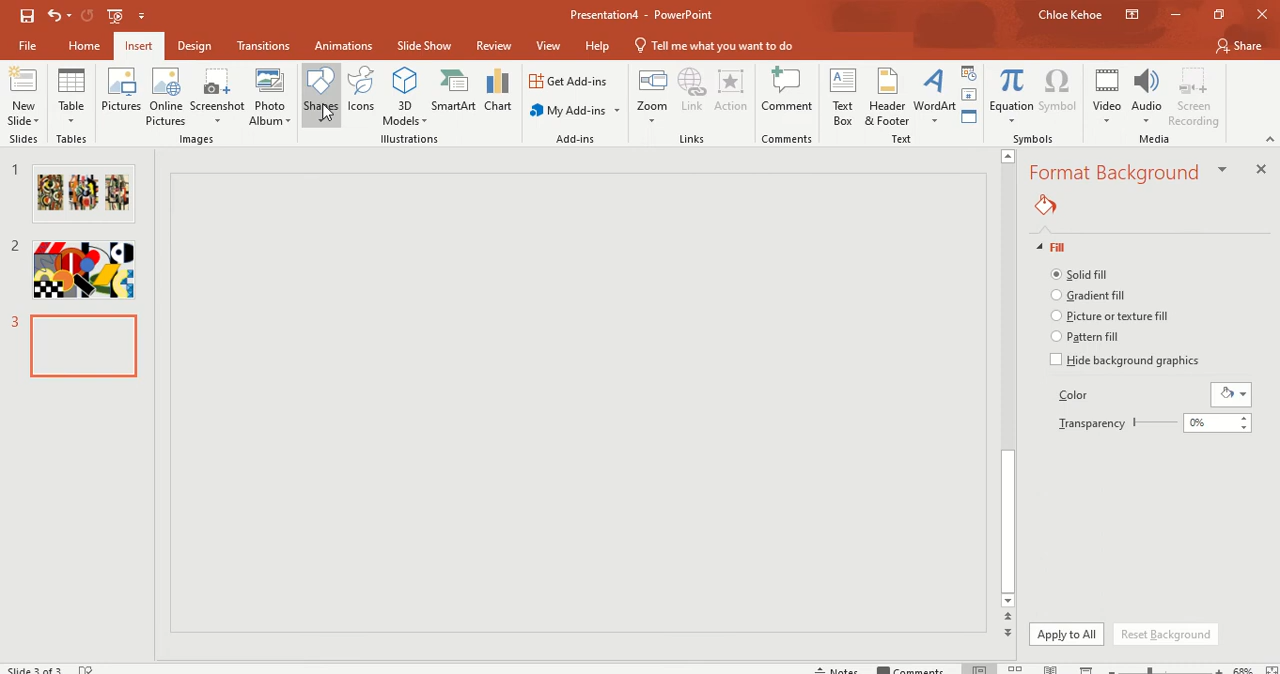 Presentation4 - PowerPoint
Chloe Kehoe
File Home Insert Design Transitions Animations Slide Show Review View Help Tell me what you want to do Share
New Slide
Slides
Table
Tables
Pictures
Online Pictures
Screenshot
Photo Album
Images
Shapes
Icons
3D Models
SmartArt
Chart
Illustrations
Get Add-ins
My Add-ins
Add-ins
Zoom
Link
Action
Links
Comment
Comments
Text Box
Header & Footer
WordArt
Text
Equation
Symbol
Symbols
Video
Audio
Screen Recording
Media
1
2
3
Format Background
Fill
Solid fill
Gradient fill
Picture or texture fill
Pattern fill
Hide background graphics
Color
Transparency 0%
Apply to All Reset Background
Slide 3 of 3 Notes Comments 68%